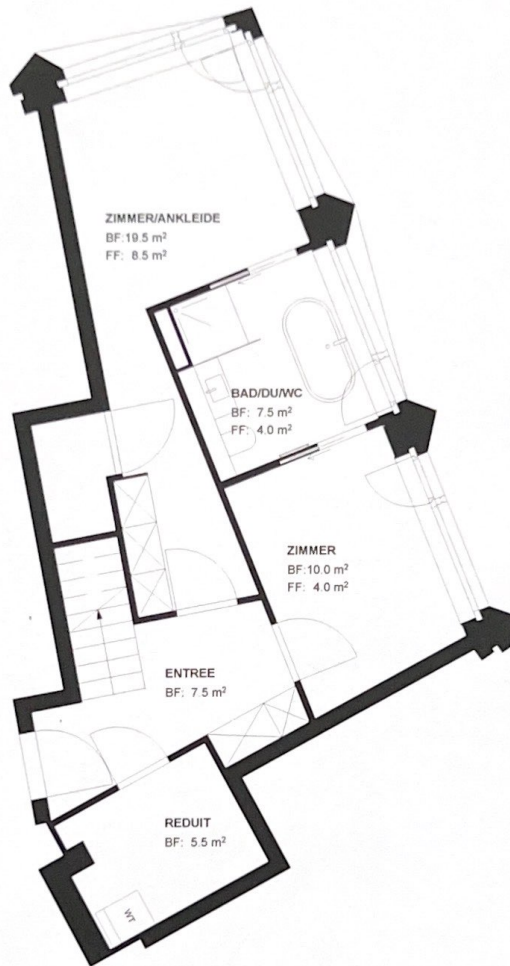 ZIMMER/ANKLEIDE
BF:19.5 m²
FF: 8.5 m²
BAD/DU/WC
BF: 7.5 m²
FF: 4.0 m²
ZIMMER
BF:10.0 m²
FF: 4.0 m²
ENTREE
BF: 7.5 m²
REDUIT
BF: 5.5 m²
WT